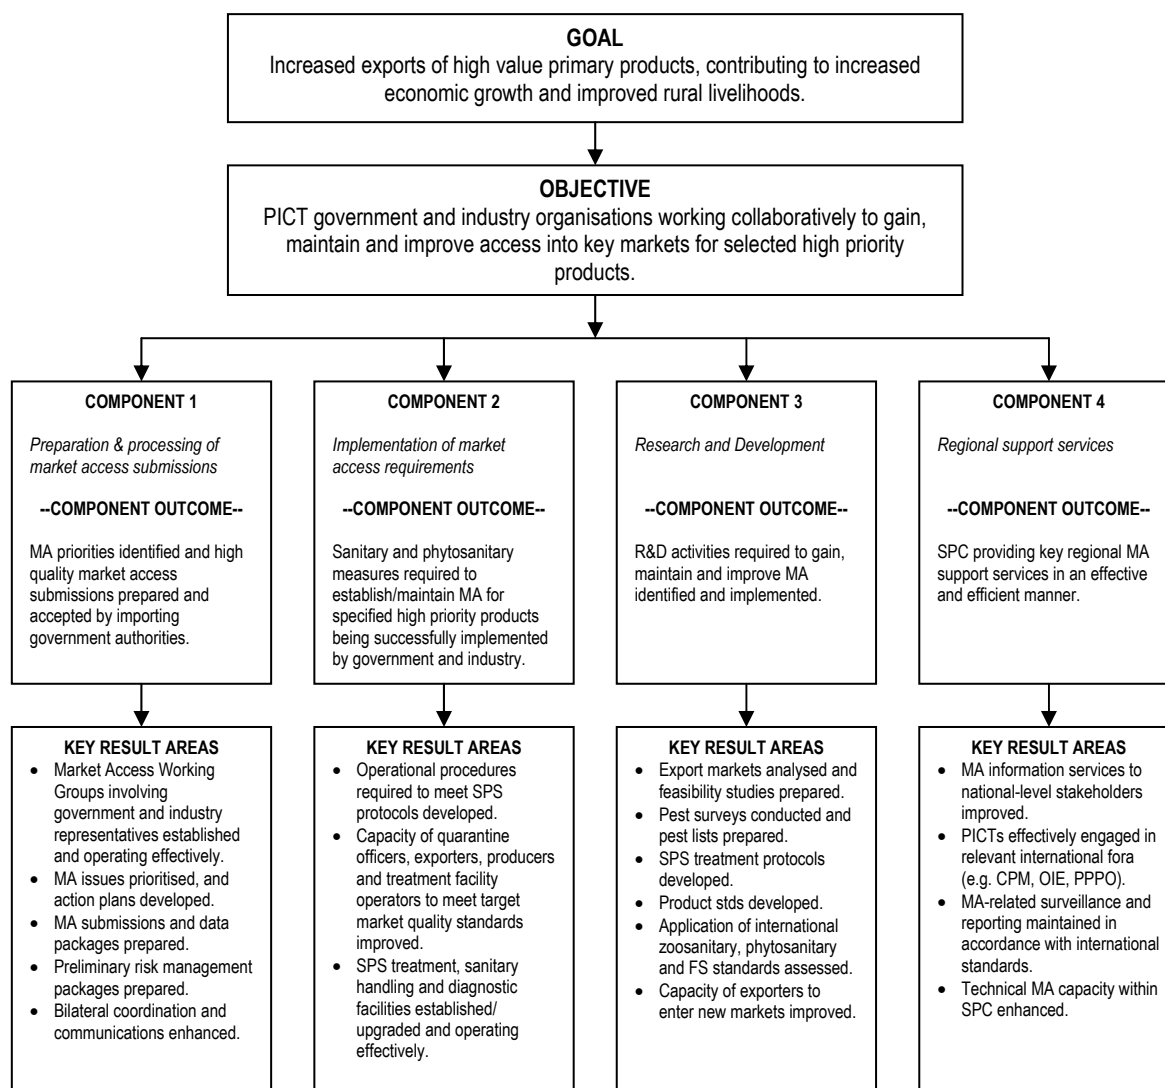 GOAL
Increased exports of high value primary products, contributing to increased
economic growth and improved rural livelihoods.
OBJECTIVE
PICT government and industry organisations working collaboratively to gain,
maintain and improve access into key markets for selected high priority
products.
COMPONENT 1
Preparation & processing of
market access submissions
--COMPONENT OUTCOME--
MA priorities identified and high
quality market access
submissions prepared and
accepted by importing
government authorities.
COMPONENT 2
Implementation of market
access requirements
--COMPONENT OUTCOME--
Sanitary and phytosanitary
measures required to
establish/maintain MA for
specified high priority products
being successfully implemented
by government and industry.
COMPONENT 3
Research and Development
--COMPONENT OUTCOME--
R&D activities required to gain,
maintain and improve MA
identified and implemented.
COMPONENT 4
Regional support services
--COMPONENT OUTCOME--
SPC providing key regional MA
support services in an effective
and efficient manner.
KEY RESULT AREAS
• Market Access Working
Groups involving
government and industry
representatives established
and operating effectively.
• MA issues prioritised, and
action plans developed.
• MA submissions and data
packages prepared.
• Preliminary risk management
packages prepared.
• Bilateral coordination and
communications enhanced.
KEY RESULT AREAS
• Operational procedures
required to meet SPS
protocols developed.
• Capacity of quarantine
officers, exporters, producers
and treatment facility
operators to meet target
market quality standards
improved.
• SPS treatment, sanitary
handling and diagnostic
facilities established/
upgraded and operating
effectively.
KEY RESULT AREAS
• Export markets analysed and
feasibility studies prepared.
• Pest surveys conducted and
pest lists prepared.
• SPS treatment protocols
developed.
• Product stds developed.
• Application of international
zoosanitary, phytosanitary
and FS standards assessed.
• Capacity of exporters to
enter new markets improved.
KEY RESULT AREAS
• MA information services to
national-level stakeholders
improved.
• PICTs effectively engaged in
relevant international fora
(e.g. CPM, OIE, PPPO).
• MA-related surveillance and
reporting maintained in
accordance with international
standards.
• Technical MA capacity within
SPC enhanced.